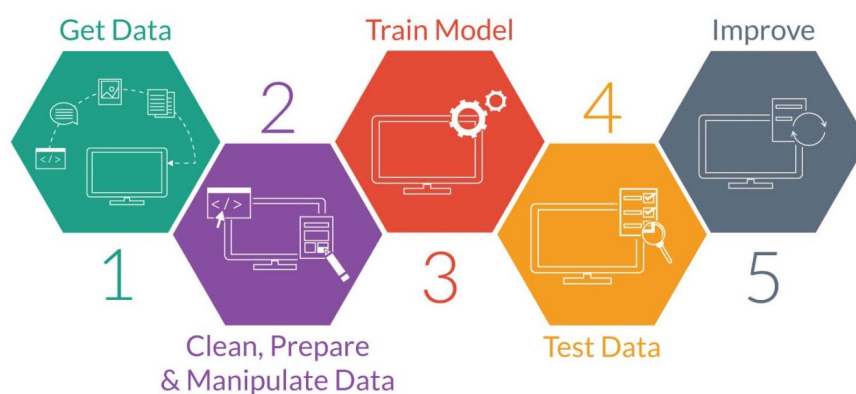 Get Data
1
2
Clean, Prepare
& Manipulate Data
Train Model
3
4
Test Data
Improve
5
</>
</>